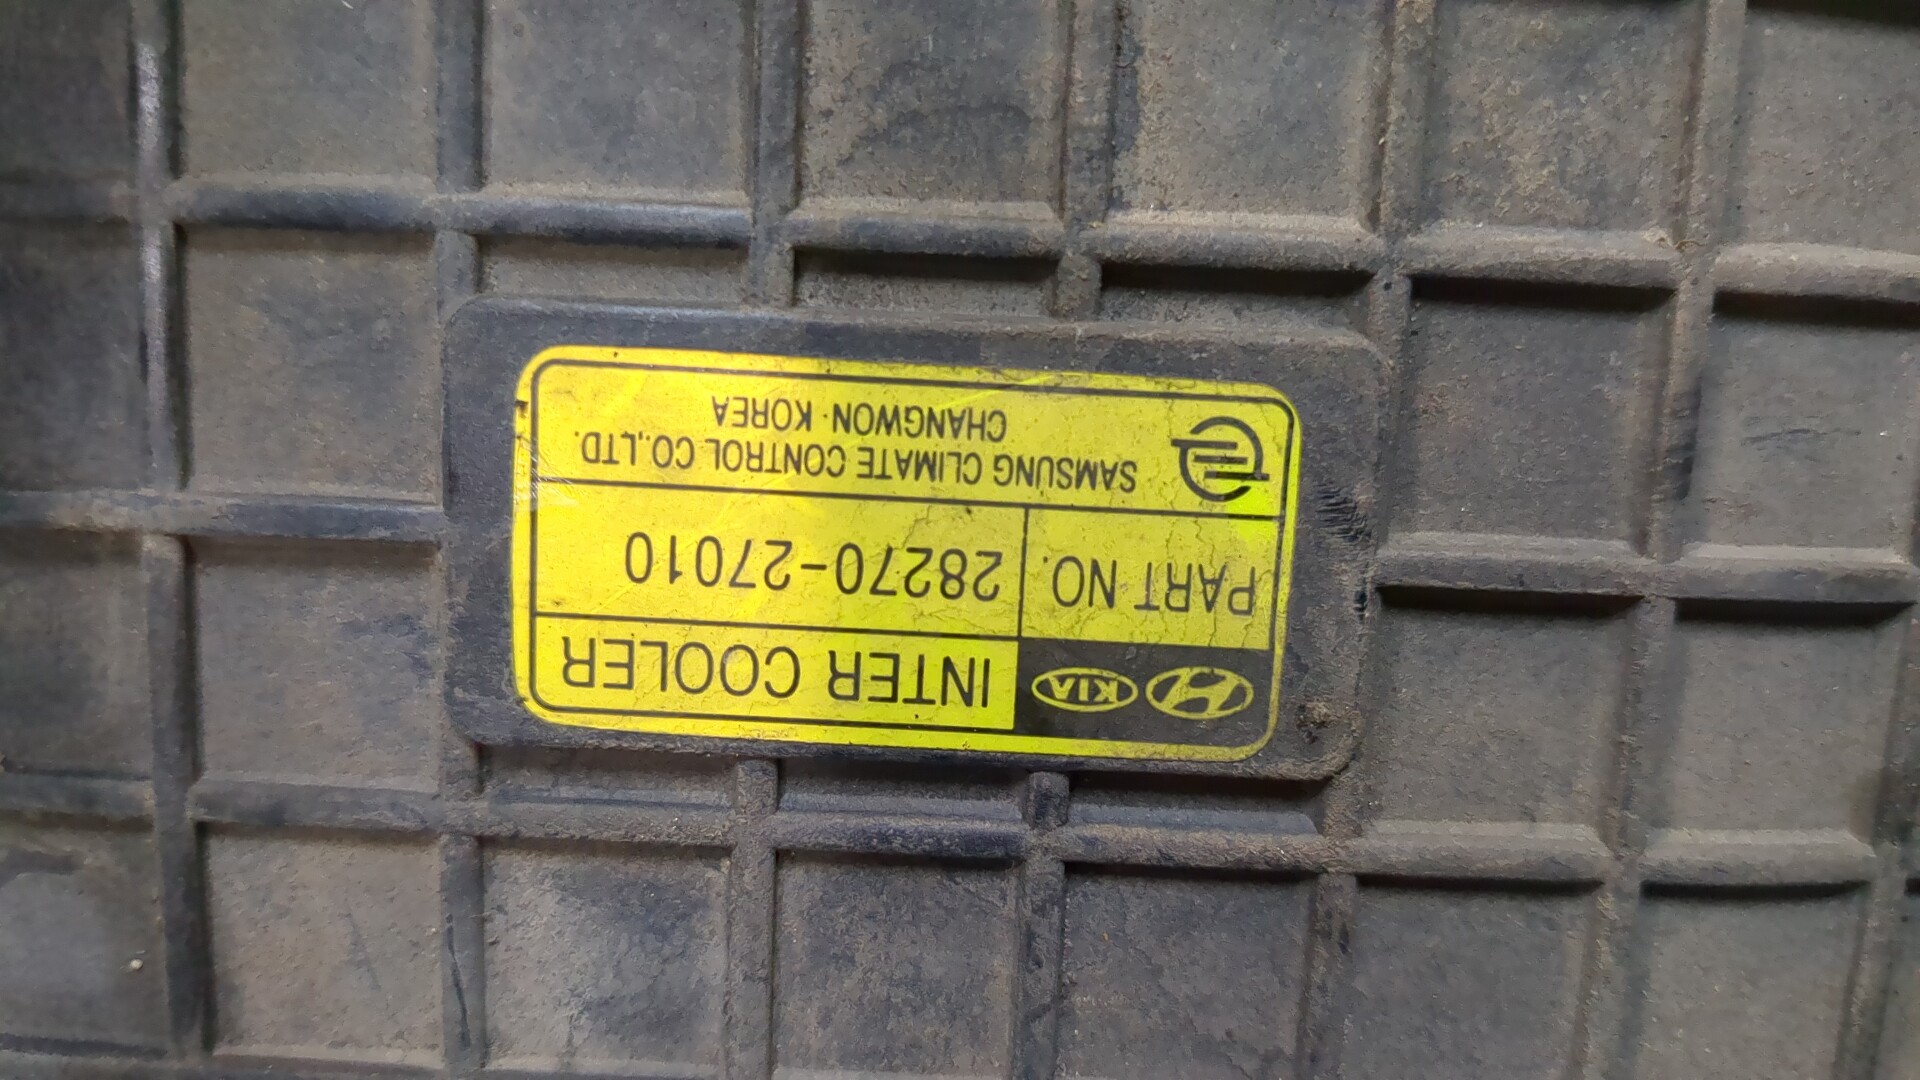 KIA INTER COOLER
PART NO. 28270-27010
SAMSUNG CLIMATE CONTROL CO.,LTD.
CHANGWON·KOREA